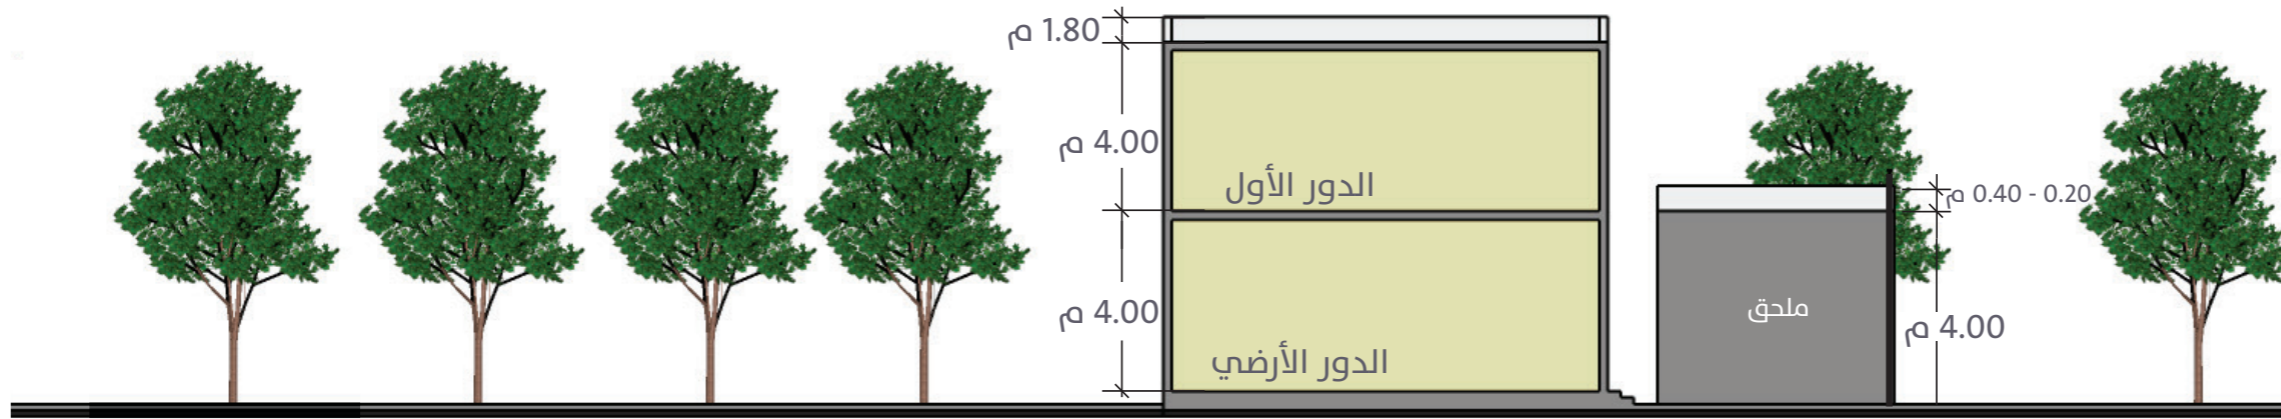 1.80 م
4.00 م
الدور الأول
0.20 - 0.40 م
4.00 م
الدور الأرضي
ملحق
4.00 م